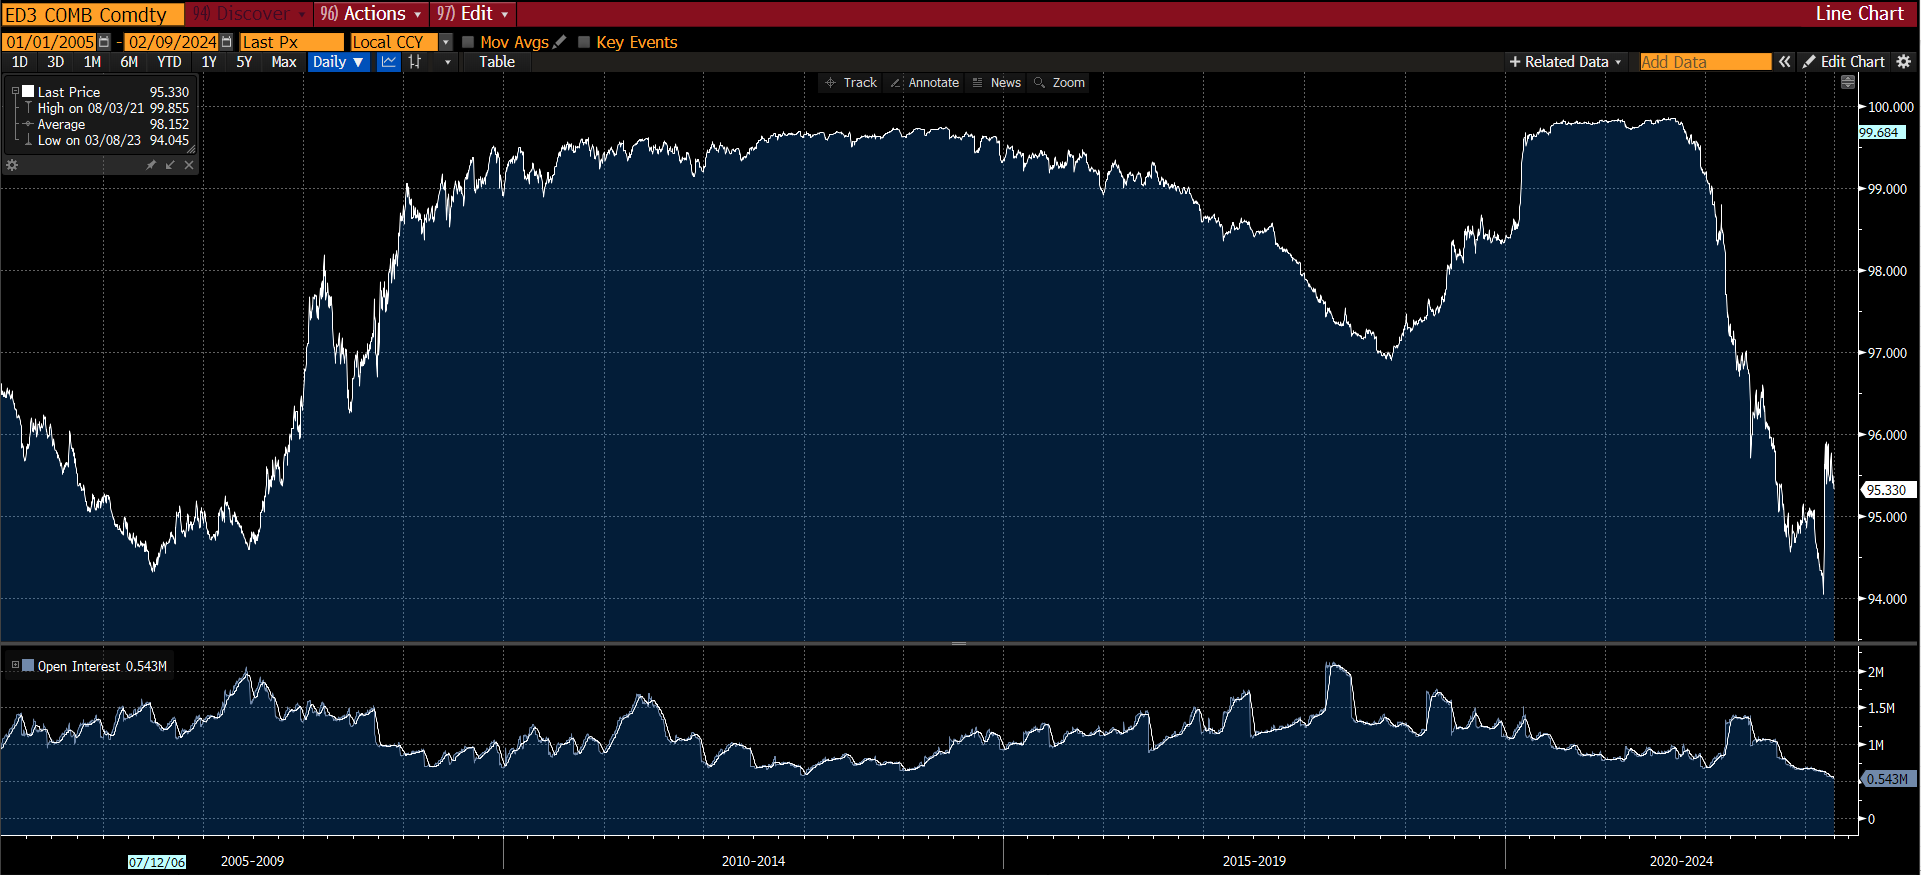 ED3 COMB Comdty 94) Discover 96) Actions 97) Edit Line Chart
01/01/2005 - 02/09/2024 Last Px Local CCY Mov Avgs Key Events
1D 3D 1M 6M YTD 1Y 5Y Max Daily ▼ Table + Related Data Add Data « Edit Chart
Track Annotate News Zoom
Last Price 95.330
High on 08/03/21 99.855
Average 98.152
Low on 03/08/23 94.045
100.000
99.684
99.000
98.000
97.000
96.000
95.330
95.000
94.000
Open Interest 0.543M
2M
1.5M
1M
0.543M
0
07/12/06 2005-2009 2010-2014 2015-2019 2020-2024